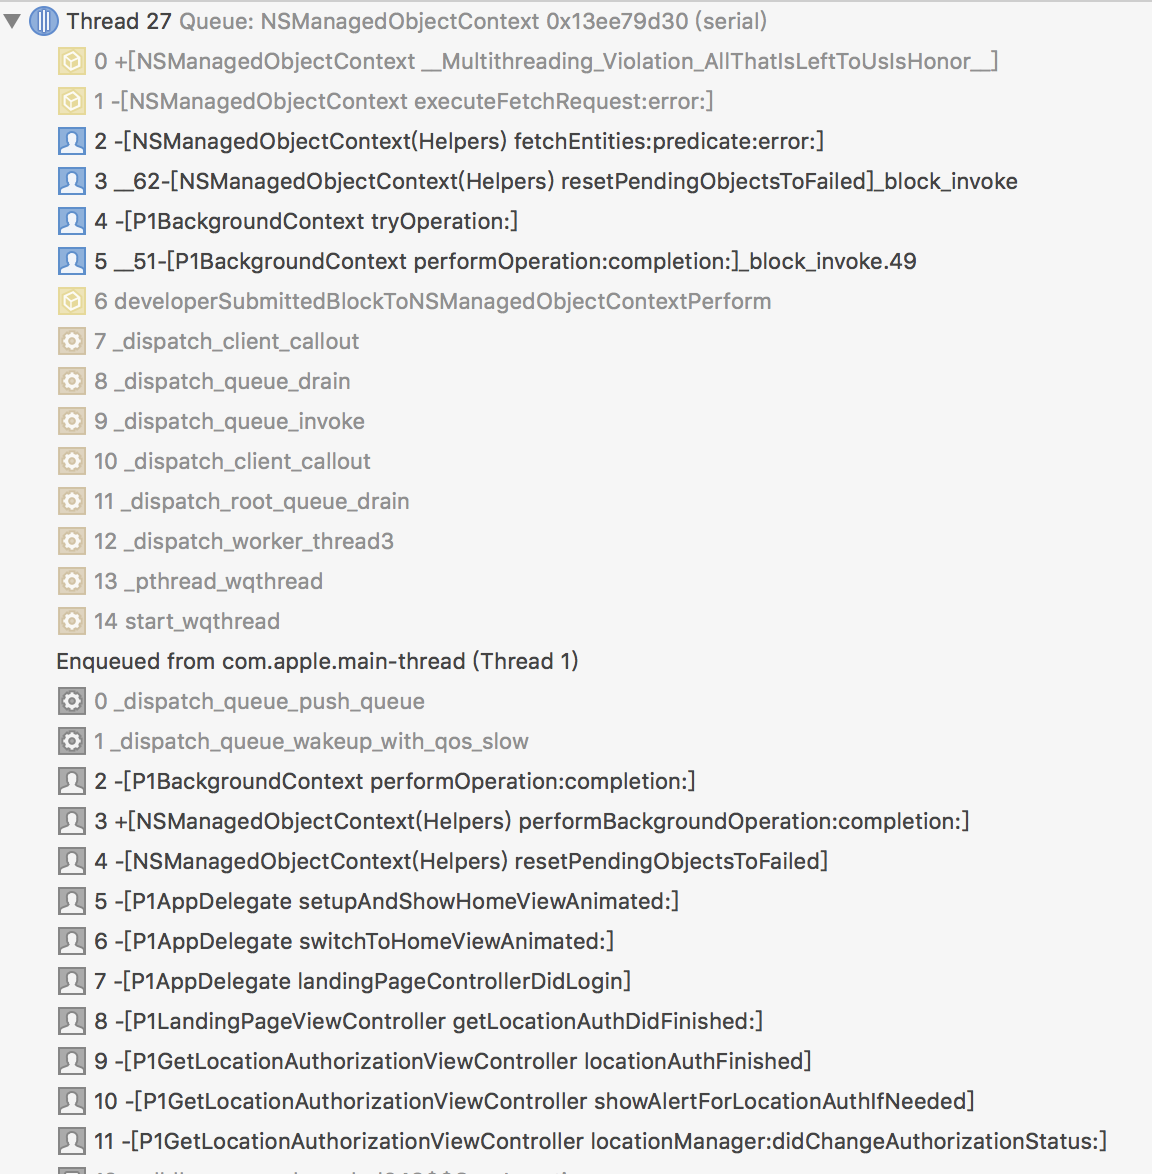 Thread 27 Queue: NSManagedObjectContext 0x13ee79d30 (serial)
0 +[NSManagedObjectContext __Multithreading_Violation_AllThatIsLeftToUsIsHonor__]
1 -[NSManagedObjectContext executeFetchRequest:error:]
2 -[NSManagedObjectContext(Helpers) fetchEntities:predicate:error:]
3 __62-[NSManagedObjectContext(Helpers) resetPendingObjectsToFailed]_block_invoke
4 -[P1BackgroundContext tryOperation:]
5 __51-[P1BackgroundContext performOperation:completion:]_block_invoke.49
6 developerSubmittedBlockToNSManagedObjectContextPerform
7 _dispatch_client_callout
8 _dispatch_queue_drain
9 _dispatch_queue_invoke
10 _dispatch_client_callout
11 _dispatch_root_queue_drain
12 _dispatch_worker_thread3
13 _pthread_wqthread
14 start_wqthread
Enqueued from com.apple.main-thread (Thread 1)
0 _dispatch_queue_push_queue
1 _dispatch_queue_wakeup_with_qos_slow
2 -[P1BackgroundContext performOperation:completion:]
3 +[NSManagedObjectContext(Helpers) performBackgroundOperation:completion:]
4 -[NSManagedObjectContext(Helpers) resetPendingObjectsToFailed]
5 -[P1AppDelegate setupAndShowHomeViewAnimated:]
6 -[P1AppDelegate switchToHomeViewAnimated:]
7 -[P1AppDelegate landingPageControllerDidLogin]
8 -[P1LandingPageViewController getLocationAuthDidFinished:]
9 -[P1GetLocationAuthorizationViewController locationAuthFinished]
10 -[P1GetLocationAuthorizationViewController showAlertForLocationAuthIfNeeded]
11 -[P1GetLocationAuthorizationViewController locationManager:didChangeAuthorizationStatus:]